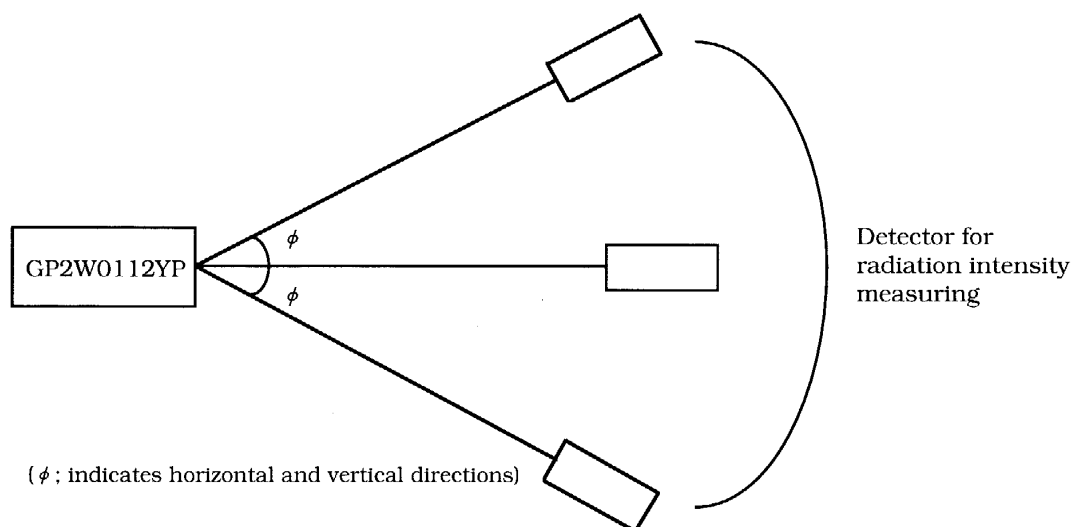 ϕ
GP2W0112YP
ϕ
Detector for
radiation intensity
measuring
(ϕ ; indicates horizontal and vertical directions)